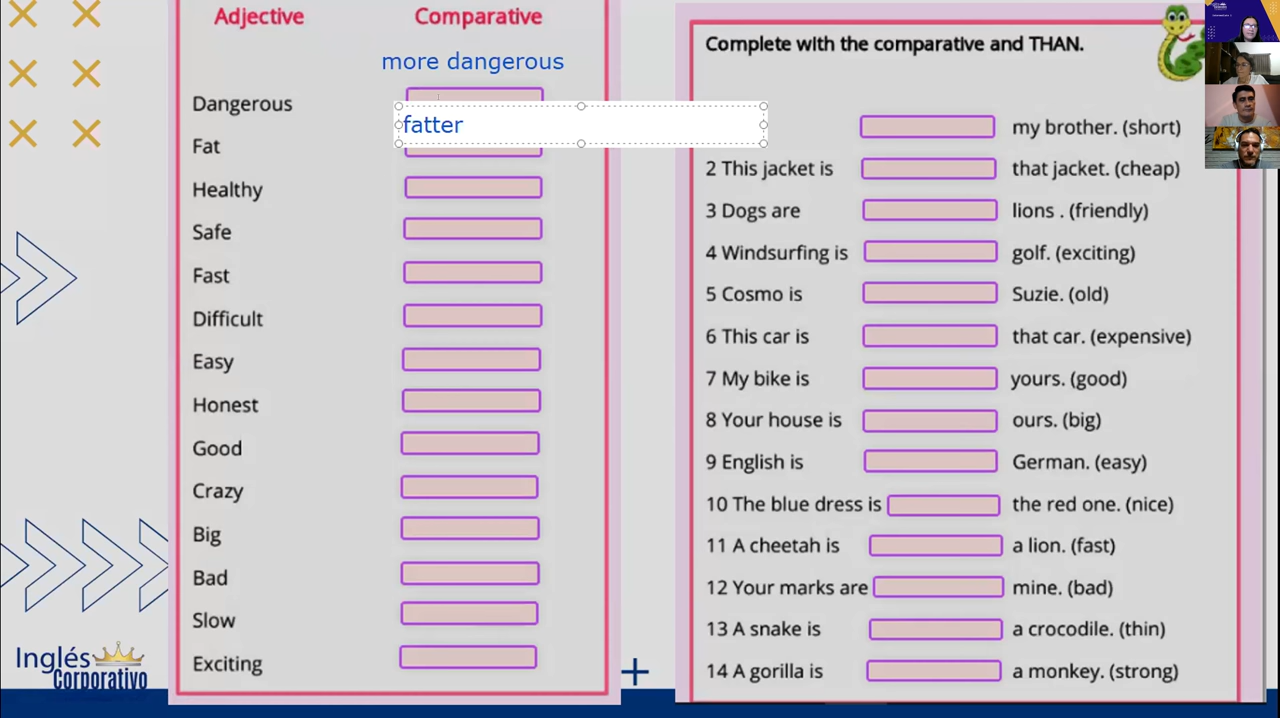 Adjective Comparative
more dangerous
Dangerous
fatter
Fat
Healthy
Safe
Fast
Difficult
Easy
Honest
Good
Crazy
Big
Bad
Slow
Exciting
Complete with the comparative and THAN.
my brother. (short)
2 This jacket is that jacket. (cheap)
3 Dogs are lions . (friendly)
4 Windsurfing is golf. (exciting)
5 Cosmo is Suzie. (old)
6 This car is that car. (expensive)
7 My bike is yours. (good)
8 Your house is ours. (big)
9 English is German. (easy)
10 The blue dress is the red one. (nice)
11 A cheetah is a lion. (fast)
12 Your marks are mine. (bad)
13 A snake is a crocodile. (thin)
14 A gorilla is a monkey. (strong)
Inglés
Corporativo